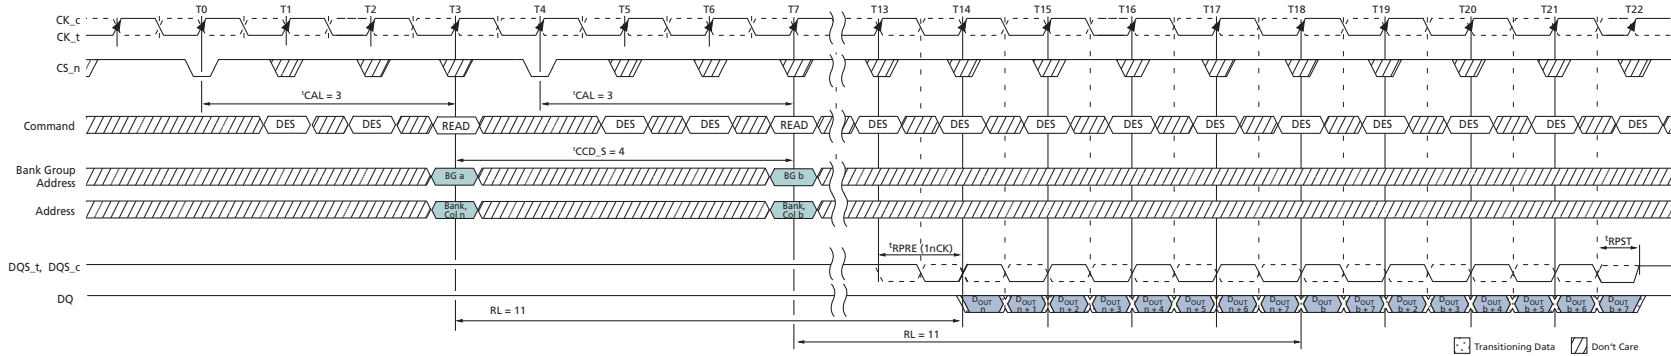 T0 T1 T2 T3 T4 T5 T6 T7 T13 T14 T15 T16 T17 T18 T19 T20 T21 T22
CK_c
CK_t
CS_n
tCAL = 3 tCAL = 3
Command DES DES READ DES DES READ DES DES DES DES DES DES DES DES DES DES
tCCD_S = 4
Bank Group
Address BG a BG b
Address Bank, Col n Bank, Col b
tRPRE (1nCK) tRPST
DQS_t, DQS_c
DQ DOUT n DOUT n + 1 DOUT n + 2 DOUT n + 3 DOUT n + 4 DOUT n + 5 DOUT n + 6 DOUT n + 7 DOUT b DOUT b + 7 DOUT b + 2 DOUT b + 3 DOUT b + 4 DOUT b + 5 DOUT b + 6 DOUT b + 7
RL = 11
RL = 11
Transitioning Data Don't Care